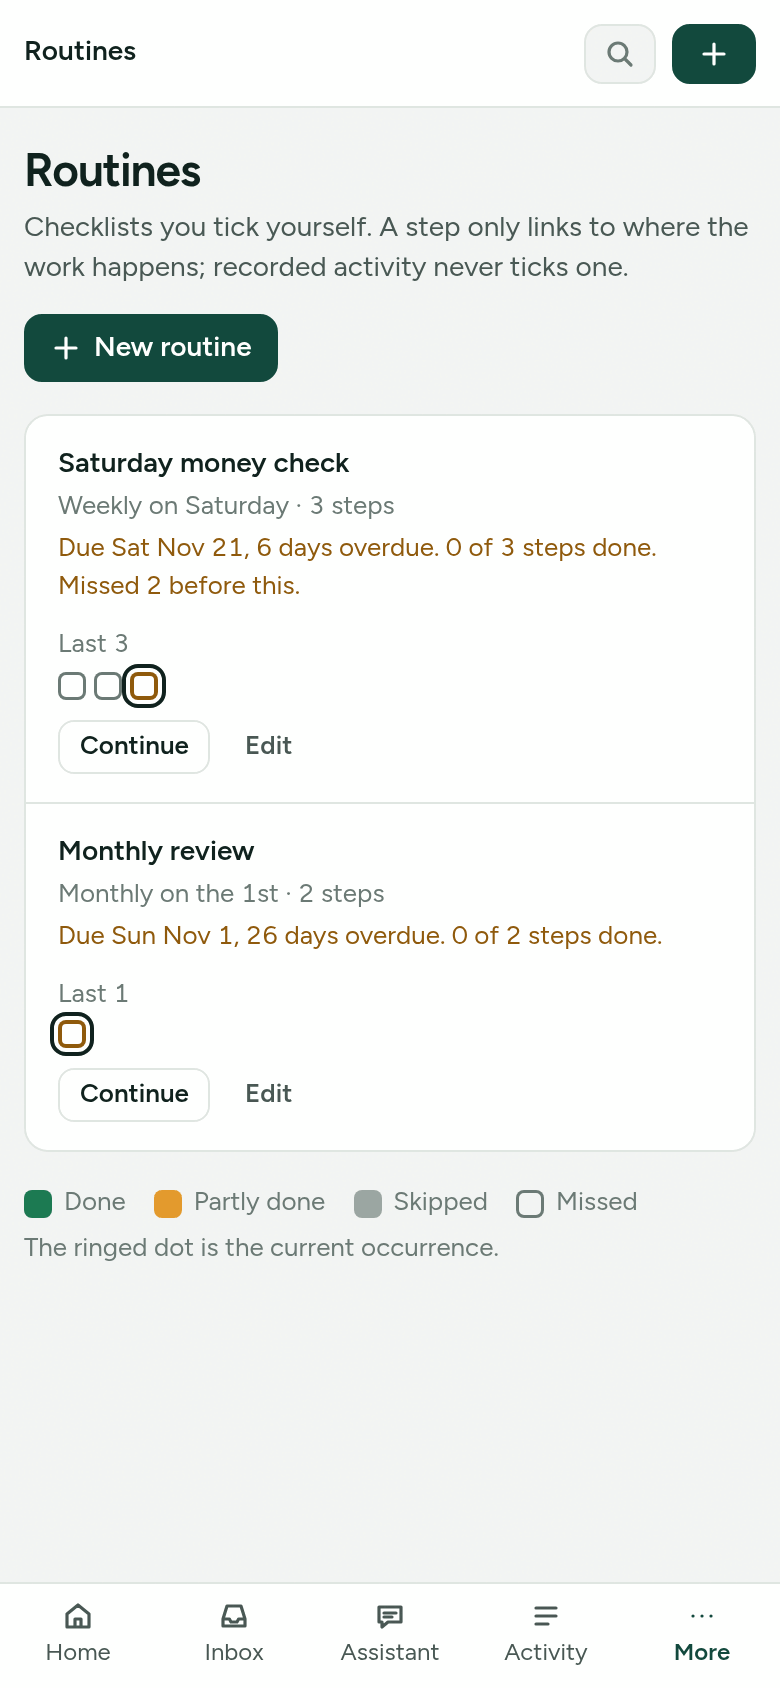 Routines
Routines
Checklists you tick yourself. A step only links to where the
work happens; recorded activity never ticks one.
New routine
Saturday money check
Weekly on Saturday · 3 steps
Due Sat Nov 21, 6 days overdue. 0 of 3 steps done.
Missed 2 before this.
Last 3
Continue Edit
Monthly review
Monthly on the 1st · 2 steps
Due Sun Nov 1, 26 days overdue. 0 of 2 steps done.
Last 1
Continue Edit
Done Partly done Skipped Missed
The ringed dot is the current occurrence.
Home Inbox Assistant Activity More